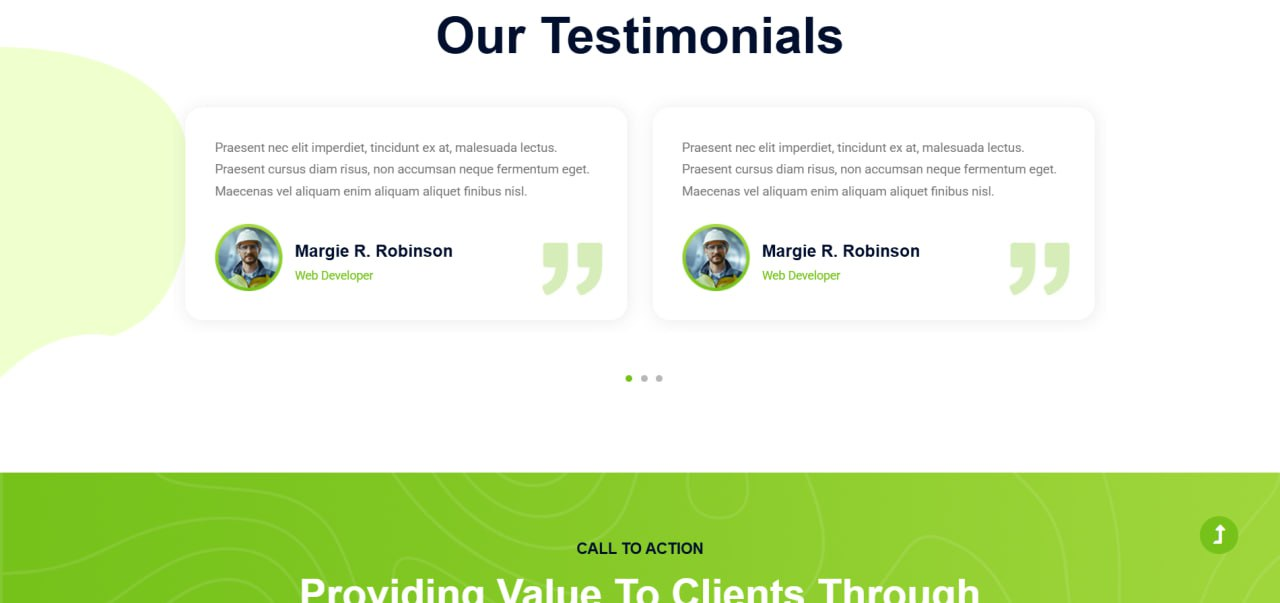 Our Testimonials
Praesent nec elit imperdiet, tincidunt ex at, malesuada lectus.
Praesent cursus diam risus, non accumsan neque fermentum eget.
Maecenas vel aliquam enim aliquam aliquet finibus nisl.
Margie R. Robinson
Web Developer
Praesent nec elit imperdiet, tincidunt ex at, malesuada lectus.
Praesent cursus diam risus, non accumsan neque fermentum eget.
Maecenas vel aliquam enim aliquam aliquet finibus nisl.
Margie R. Robinson
Web Developer
CALL TO ACTION
Providing Value To Clients Through